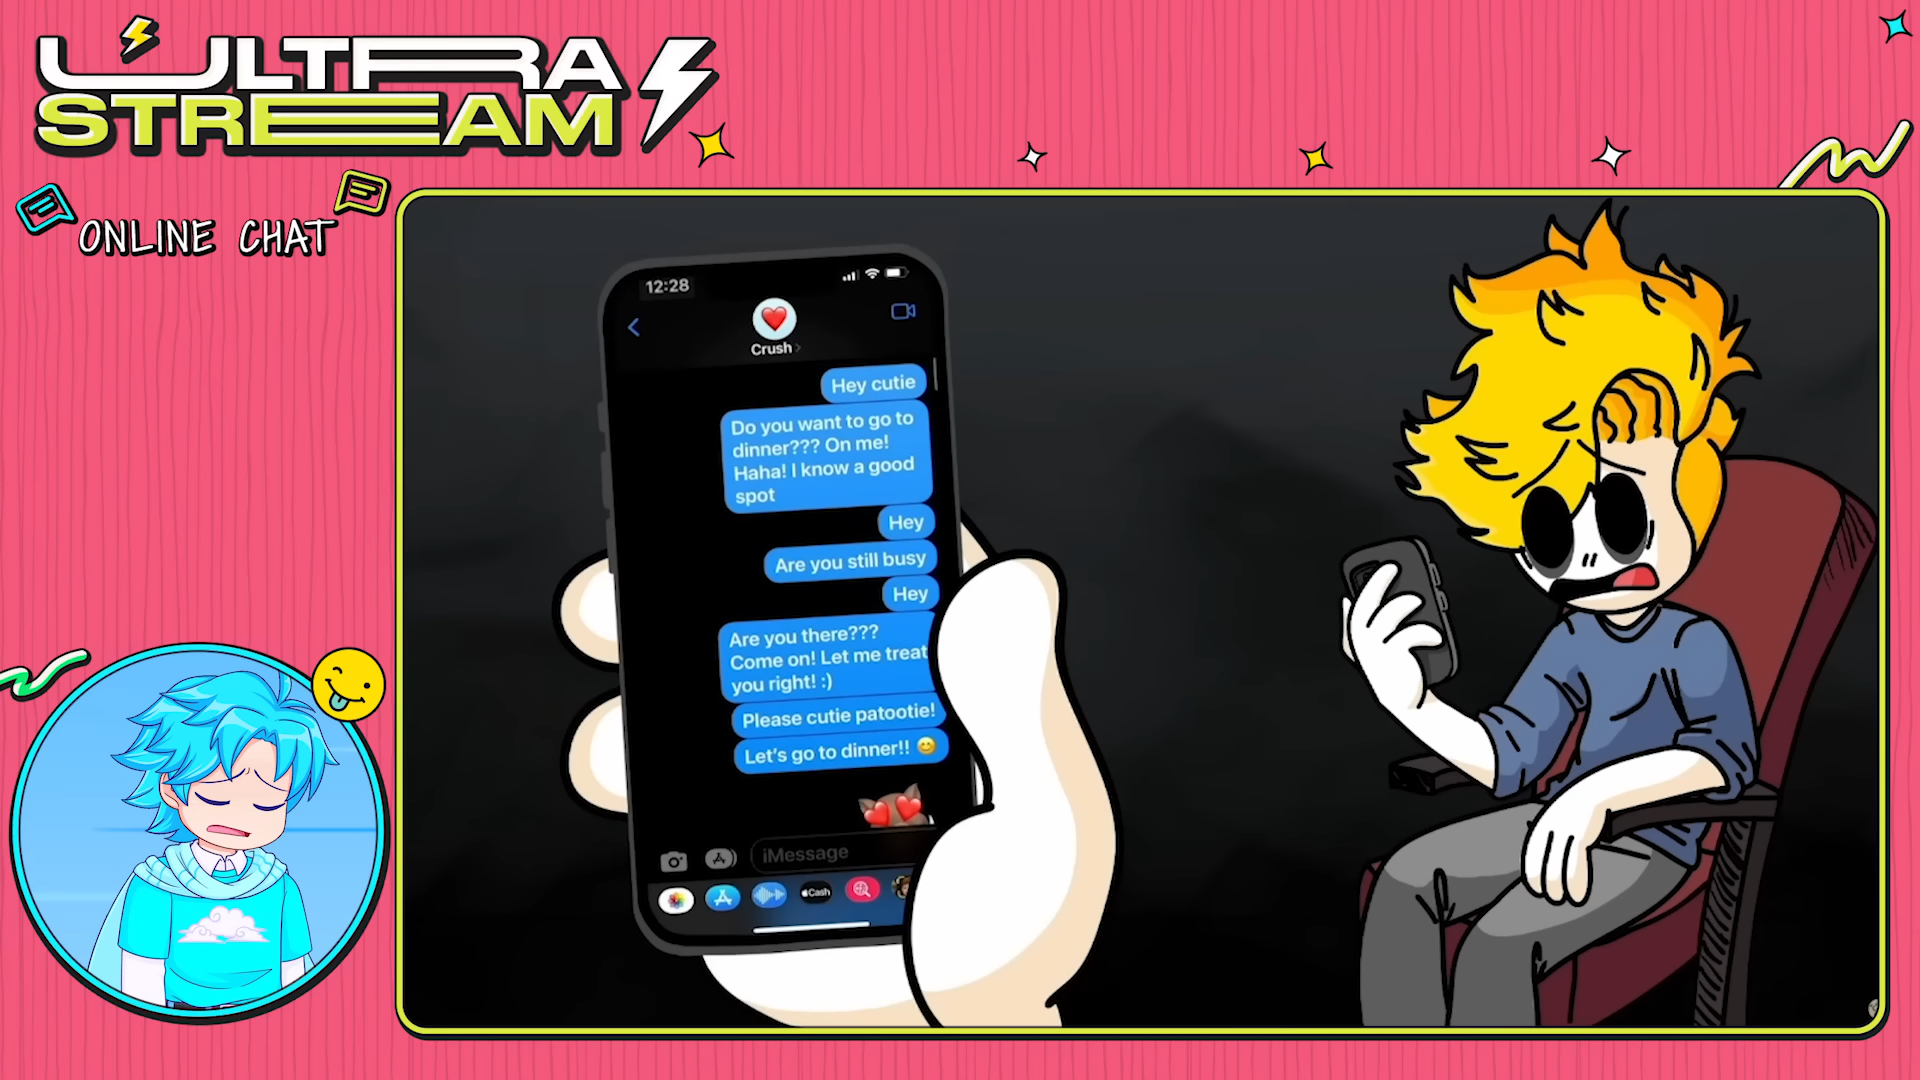 ULTRA
STREAM
ONLINE CHAT
12:28
Crush
Hey cutie
Do you want to go to
dinner??? On me!
Haha! I know a good
spot
Hey
Are you still busy
Hey
Are you there???
Come on! Let me treat
you right! :)
Please cutie patootie!
Let's go to dinner!! 😊
iMessage
Cash